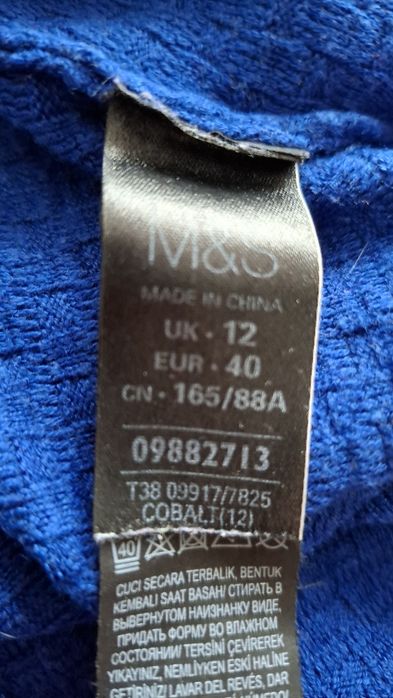 M&S
MADE IN CHINA
UK · 12
EUR · 40
CN · 165/88A
09882713
T38 09917/7825
COBALT(12)
40
CUCI SECARA TERBALIK, BENTUK
KEMBALI SAAT BASAH/ СТИРАТЬ В
ВЫВЕРНУТОМ НАИЗНАНКУ ВИДЕ,
ПРИДАТЬ ФОРМУ ВО ВЛАЖНОМ
СОСТОЯНИИ/ TERSİNİ ÇEVİREREK
YIKAYINIZ, NEMLİYKEN ESKİ HALİNE
GETİRİNİZ/ LAVAR DEL REVÉS, DAR